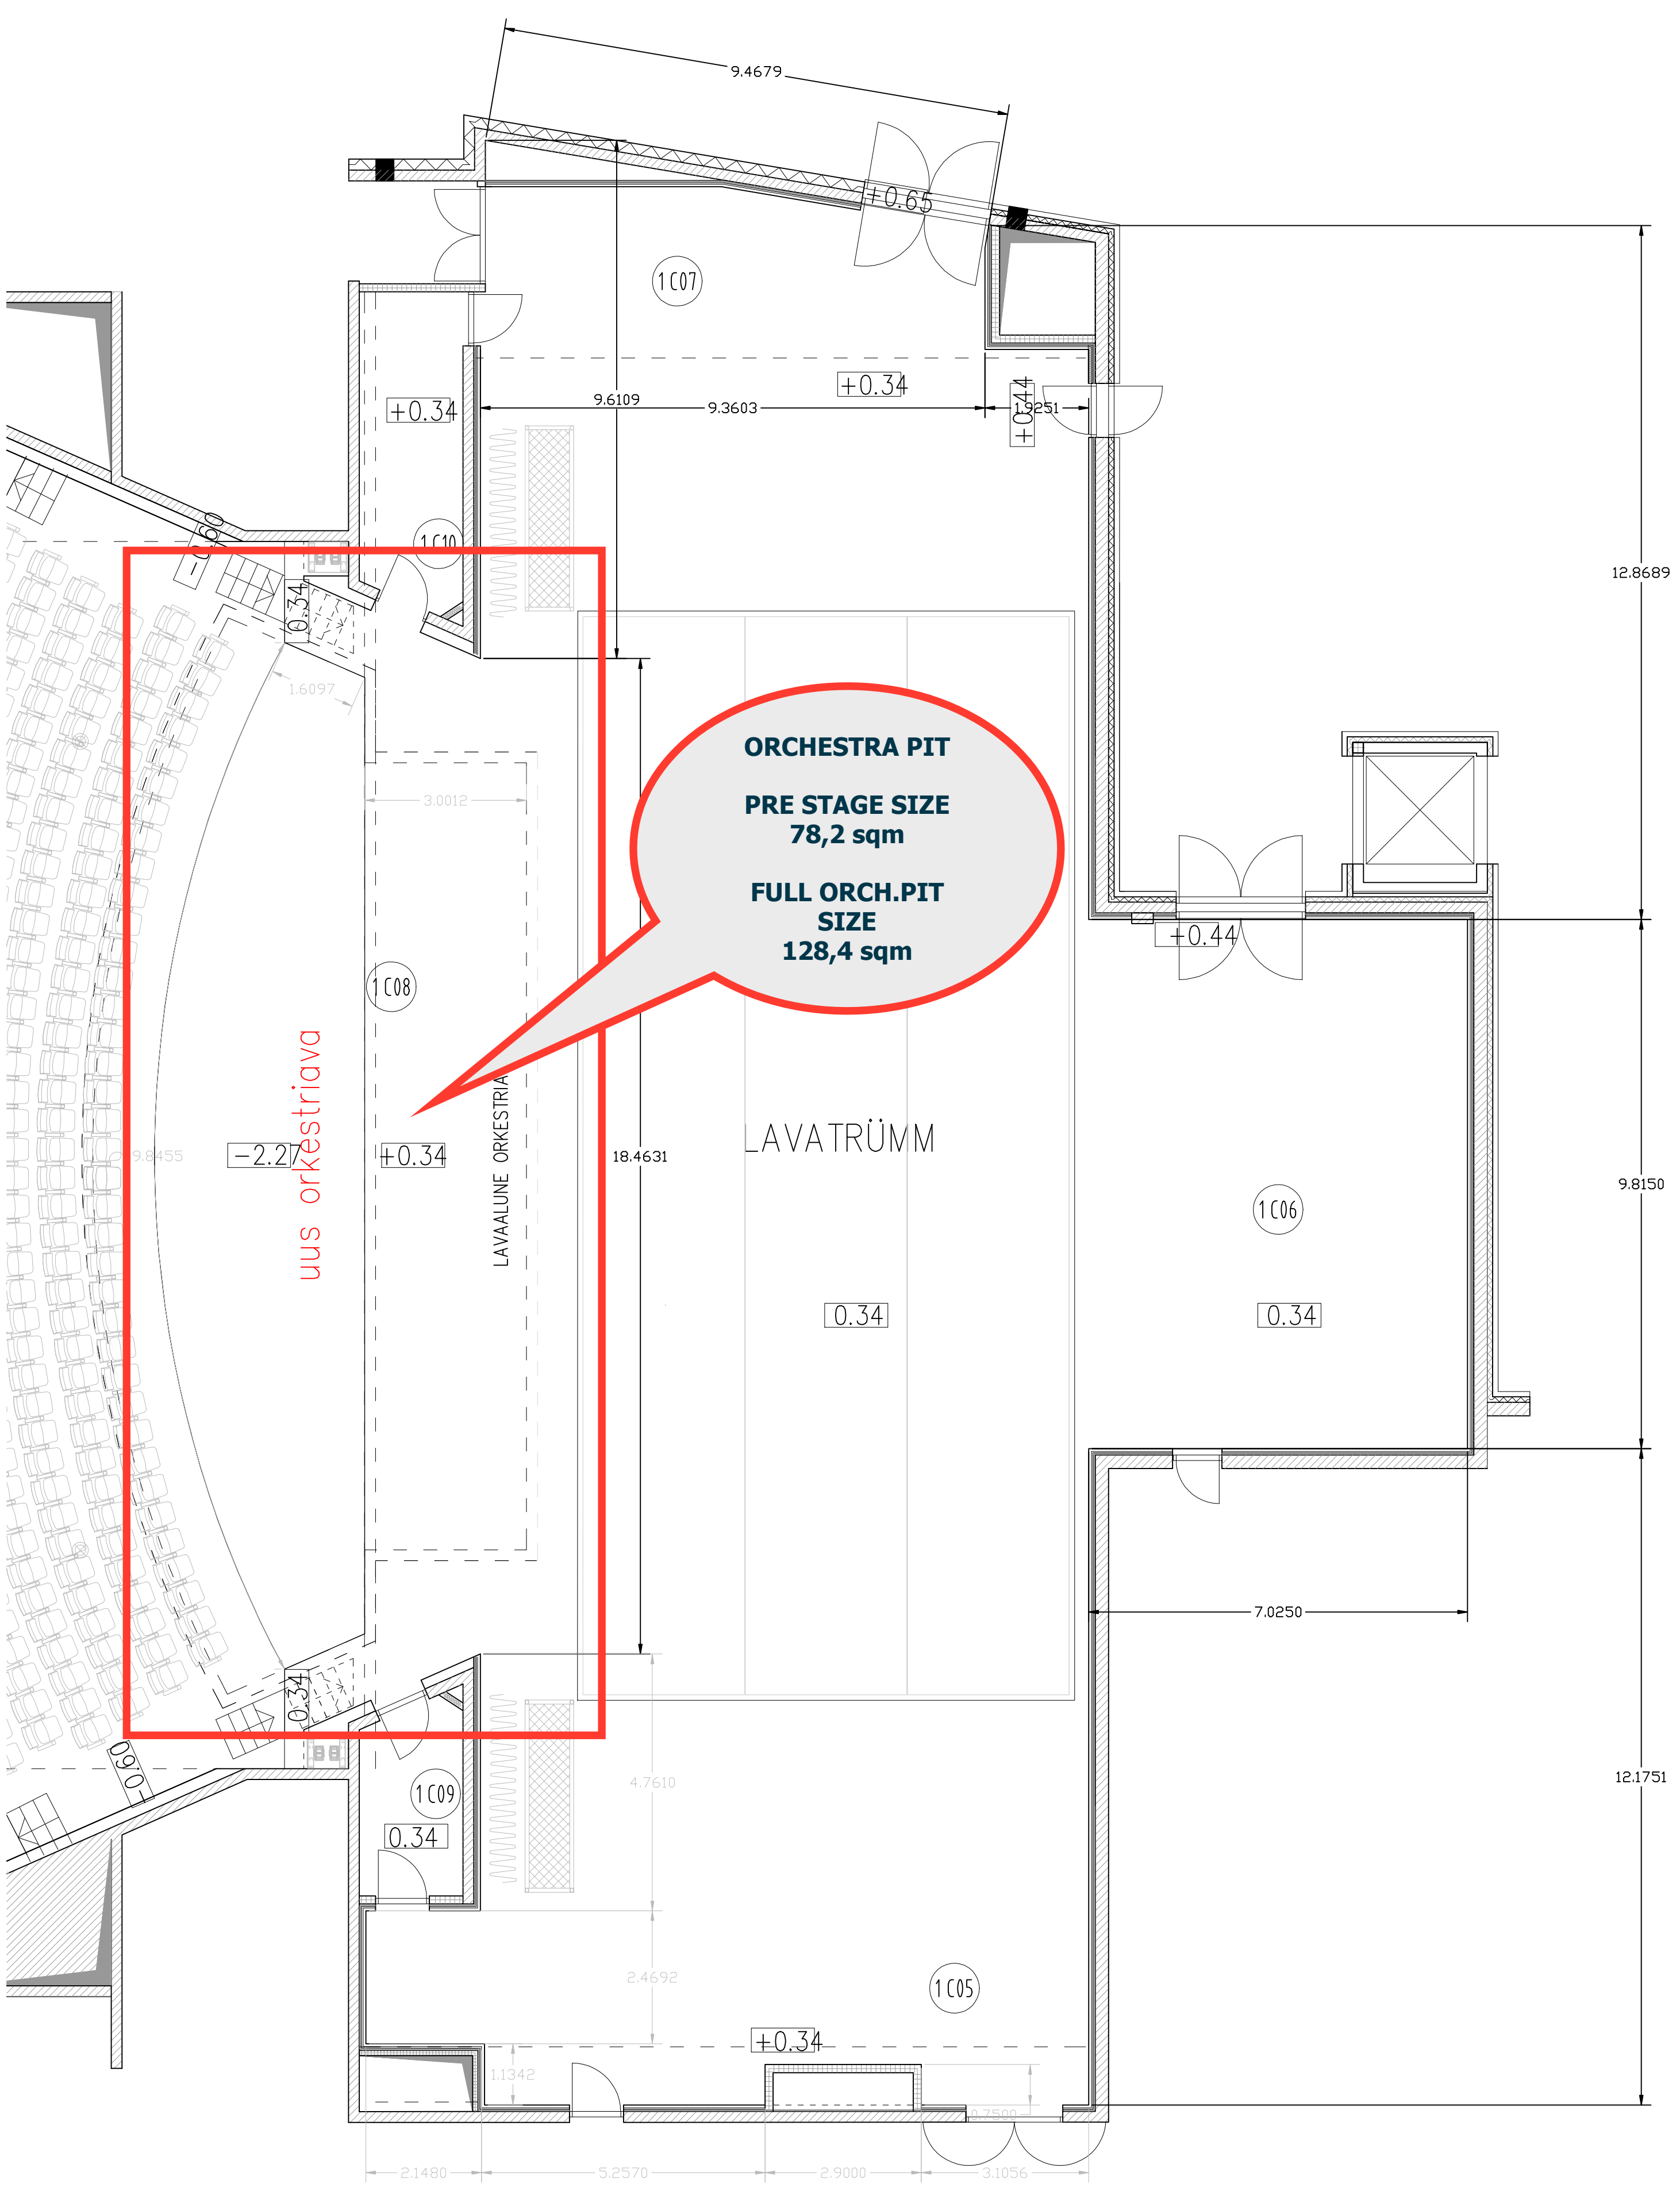 9.4679
+0.65
1C07
+0.34
+0.34
+0.44
9.6109
9.3603
1.9251
1C10
-0.60
12.8689
0.34
1.6097
ORCHESTRA PIT
PRE STAGE SIZE
78,2 sqm
FULL ORCH.PIT
SIZE
128,4 sqm
3.0012
+0.44
1C08
uus orkestriava
LAVAALUNE ORKESTRIA
LAVATRÜMM
9.8455
-2.27
+0.34
18.4631
9.8150
1C06
0.34
0.34
7.0250
0.34
-0.60
4.7610
12.1751
1C09
0.34
2.4692
1C05
+0.34
1.1342
0.7500
2.1480
5.2570
2.9000
3.1056